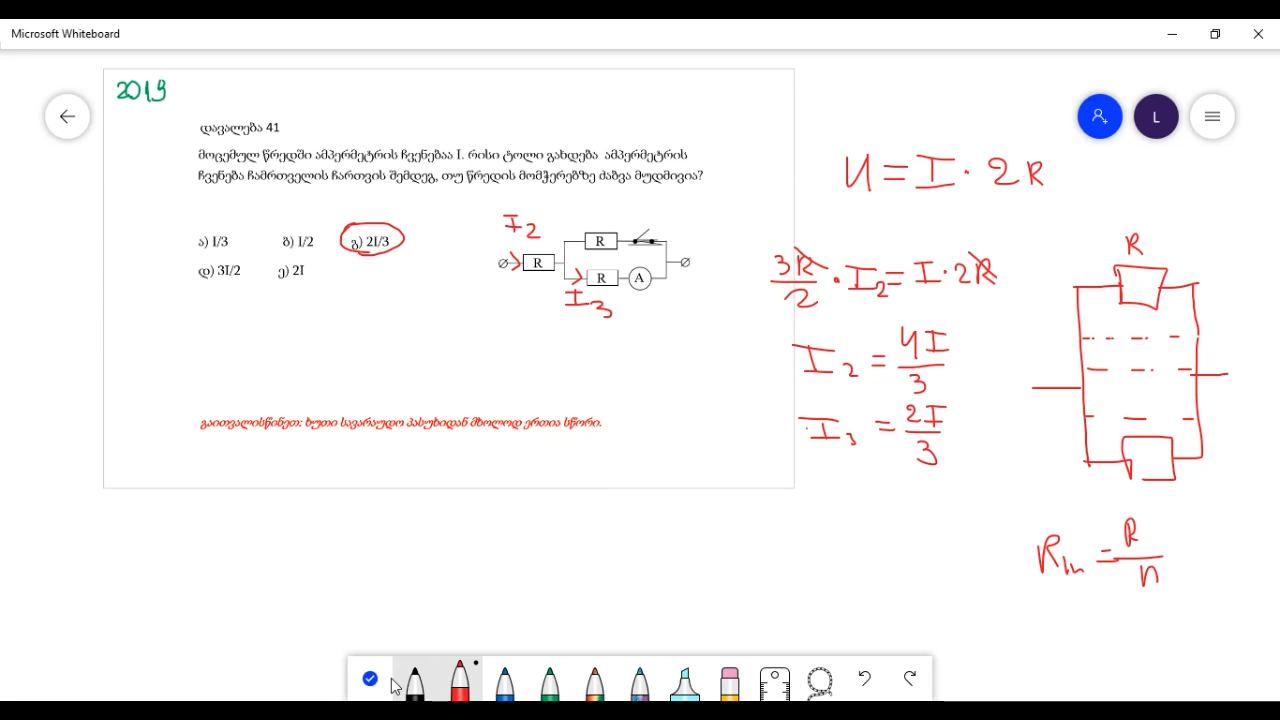 Microsoft Whiteboard
2019
დავალება 41
მოცემულ წრედში ამპერმეტრის ჩვენებაა I. რისი ტოლი გახდება ამპერმეტრის
ჩვენება ჩამრთველის ჩართვის შემდეგ, თუ წრედის მომჭერებზე ძაბვა მუდმივია?
ა) I/3 ბ) I/2 გ) 2I/3
დ) 3I/2 ე) 2I
I2
R
R
R A
I3
გაითვალისწინეთ: ხუთი სავარაუდო პასუხიდან მხოლოდ ერთია სწორი.
U = I · 2R
3R/2 · I2 = I · 2R
I2 = 4I/3
I3 = 2I/3
R
Rln = R/n
L